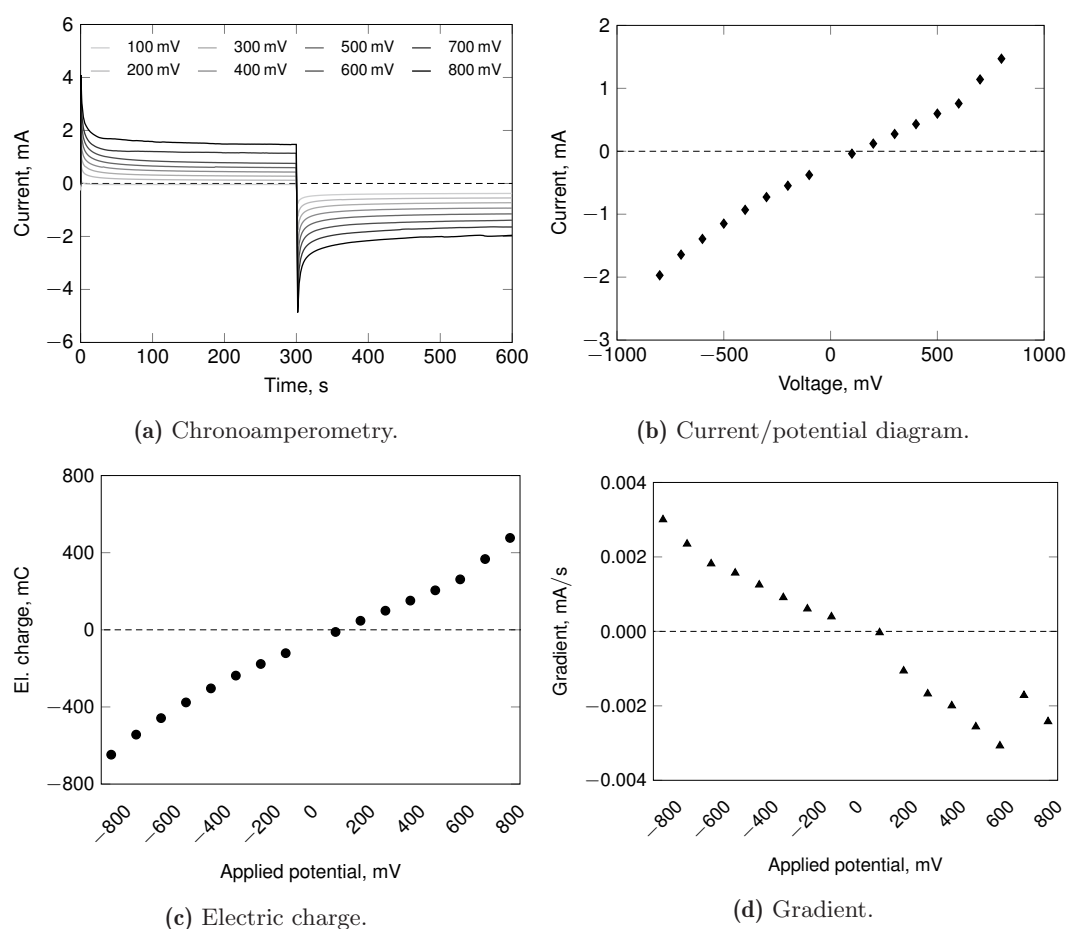 6
4
2
0
−2
−4
−6
Current, mA
100 mV 300 mV 500 mV 700 mV
200 mV 400 mV 600 mV 800 mV
0 100 200 300 400 500 600
Time, s
(a) Chronoamperometry.
2
1
0
−1
−2
−3
Current, mA
−1000 −500 0 500 1000
Voltage, mV
(b) Current/potential diagram.
800
400
0
−400
−800
El. charge, mC
−800 −600 −400 −200 0 200 400 600 800
Applied potential, mV
(c) Electric charge.
0.004
0.002
0.000
−0.002
−0.004
Gradient, mA/s
−800 −600 −400 −200 0 200 400 600 800
Applied potential, mV
(d) Gradient.